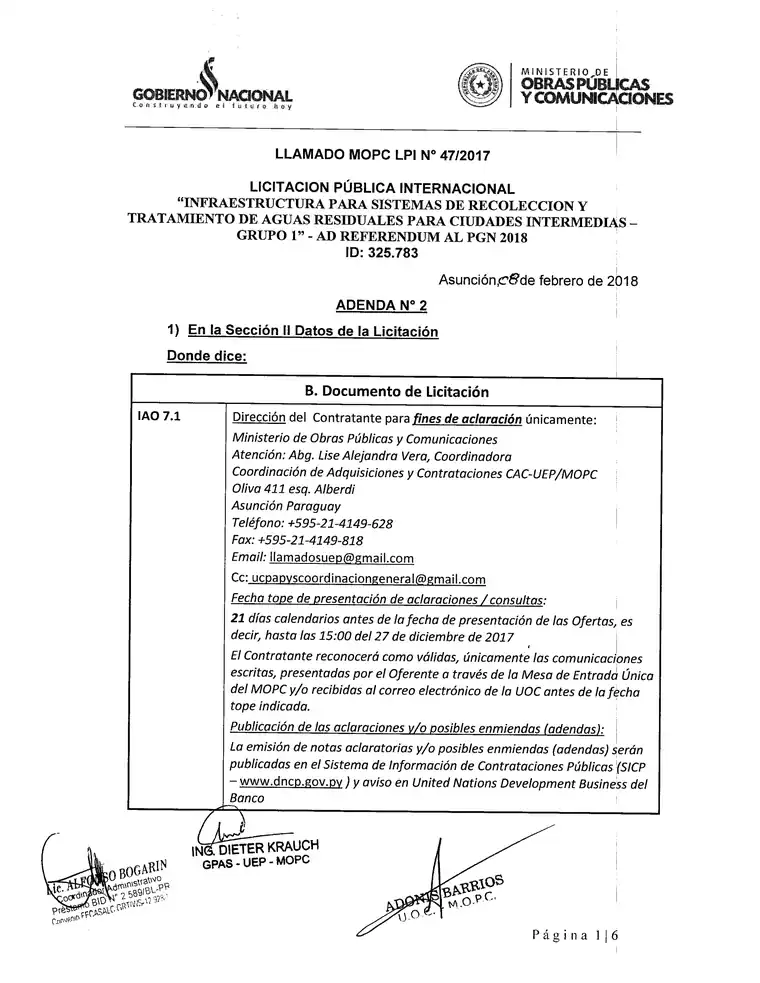 GOBIERNO NACIONAL
Construyendo el futuro hoy
MINISTERIO DE
OBRAS PÚBLICAS
Y COMUNICACIONES
LLAMADO MOPC LPI N° 47/2017
LICITACION PÚBLICA INTERNACIONAL
“INFRAESTRUCTURA PARA SISTEMAS DE RECOLECCION Y
TRATAMIENTO DE AGUAS RESIDUALES PARA CIUDADES INTERMEDIAS –
GRUPO 1” - AD REFERENDUM AL PGN 2018
ID: 325.783
Asunción, 08 de febrero de 2018
ADENDA N° 2
1) En la Sección II Datos de la Licitación
Donde dice:
B. Documento de Licitación
IAO 7.1
Dirección del Contratante para fines de aclaración únicamente:
Ministerio de Obras Públicas y Comunicaciones
Atención: Abg. Lise Alejandra Vera, Coordinadora
Coordinación de Adquisiciones y Contrataciones CAC-UEP/MOPC
Oliva 411 esq. Alberdi
Asunción Paraguay
Teléfono: +595-21-4149-628
Fax: +595-21-4149-818
Email: llamadosuep@gmail.com
Cc: ucpapyscoordinaciongeneral@gmail.com
Fecha tope de presentación de aclaraciones / consultas:
21 días calendarios antes de la fecha de presentación de las Ofertas, es
decir, hasta las 15:00 del 27 de diciembre de 2017
El Contratante reconocerá como válidas, únicamente las comunicaciones
escritas, presentadas por el Oferente a través de la Mesa de Entrada Única
del MOPC y/o recibidas al correo electrónico de la UOC antes de la fecha
tope indicada.
Publicación de las aclaraciones y/o posibles enmiendas (adendas):
La emisión de notas aclaratorias y/o posibles enmiendas (adendas) serán
publicadas en el Sistema de Información de Contrataciones Públicas (SICP
– www.dncp.gov.py ) y aviso en United Nations Development Business del
Banco
ING. DIETER KRAUCH
GPAS - UEP - MOPC
Lic. ALFONSO BOGARIN
Coordinador Administrativo
Préstamo BID N° 2589/BL-PR
ADONIS BARRIOS
U.O.C. M.O.P.C.
Página 1|6